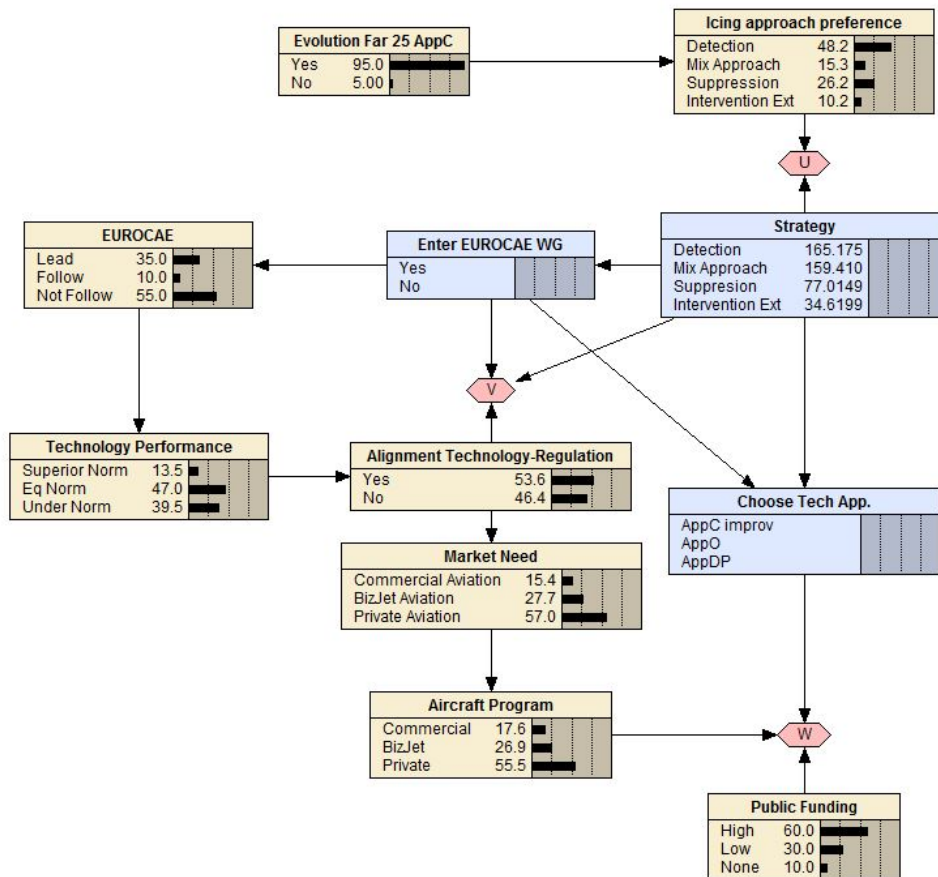 Evolution Far 25 AppC
Yes 95.0
No 5.00
Icing approach preference
Detection 48.2
Mix Approach 15.3
Suppression 26.2
Intervention Ext 10.2
U
EUROCAE
Lead 35.0
Follow 10.0
Not Follow 55.0
Enter EUROCAE WG
Yes
No
Strategy
Detection 165.175
Mix Approach 159.410
Suppresion 77.0149
Intervention Ext 34.6199
V
Technology Performance
Superior Norm 13.5
Eq Norm 47.0
Under Norm 39.5
Alignment Technology-Regulation
Yes 53.6
No 46.4
Choose Tech App.
AppC improv
AppO
AppDP
Market Need
Commercial Aviation 15.4
BizJet Aviation 27.7
Private Aviation 57.0
Aircraft Program
Commercial 17.6
BizJet 26.9
Private 55.5
W
Public Funding
High 60.0
Low 30.0
None 10.0